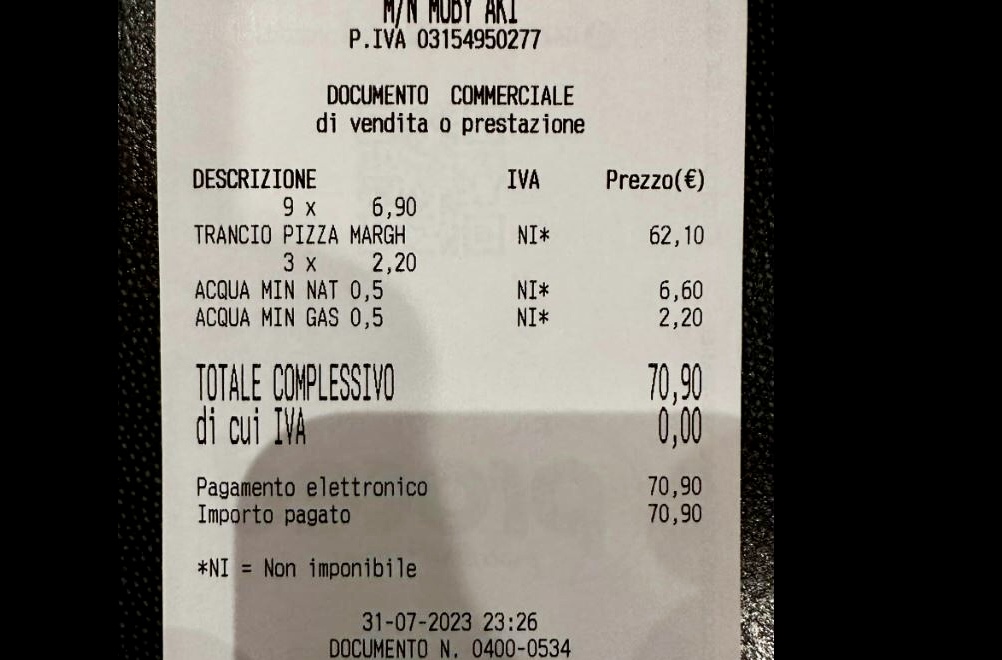 M/N MOBY AKI
P.IVA 03154950277
DOCUMENTO COMMERCIALE
di vendita o prestazione
DESCRIZIONE IVA Prezzo(€)
9 x 6,90
TRANCIO PIZZA MARGH NI* 62,10
3 x 2,20
ACQUA MIN NAT 0,5 NI* 6,60
ACQUA MIN GAS 0,5 NI* 2,20
TOTALE COMPLESSIVO 70,90
di cui IVA 0,00
Pagamento elettronico 70,90
Importo pagato 70,90
*NI = Non imponibile
31-07-2023 23:26
DOCUMENTO N. 0400-0534